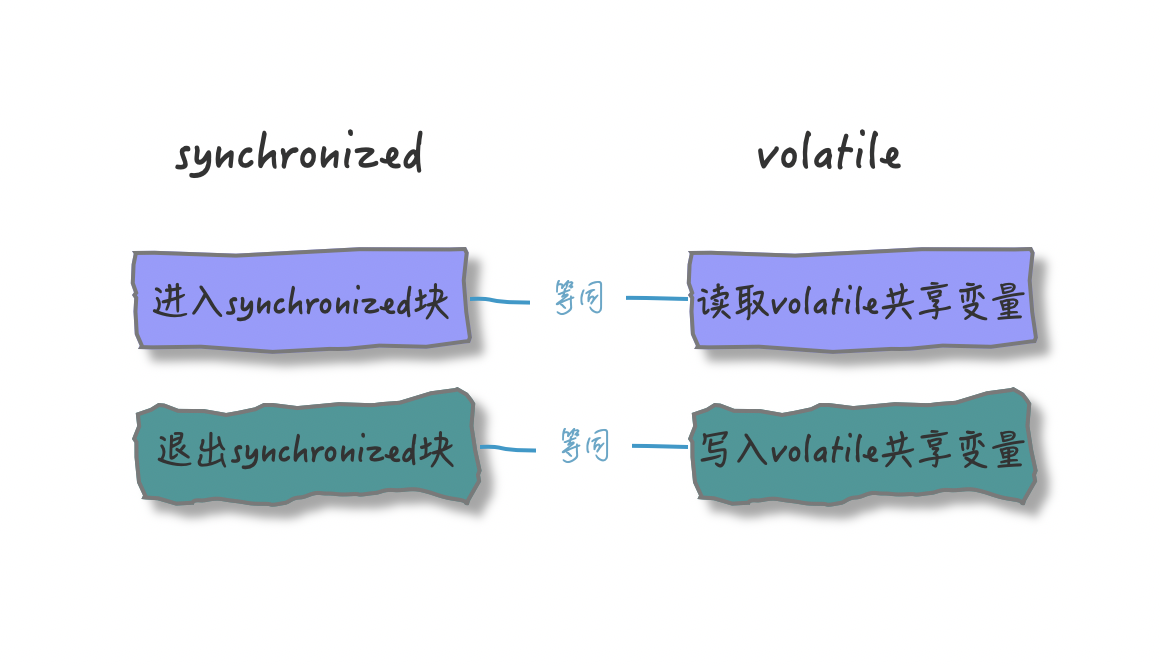 synchronized
volatile
进入synchronized块
等同
读取volatile共享变量
退出synchronized块
等同
写入volatile共享变量